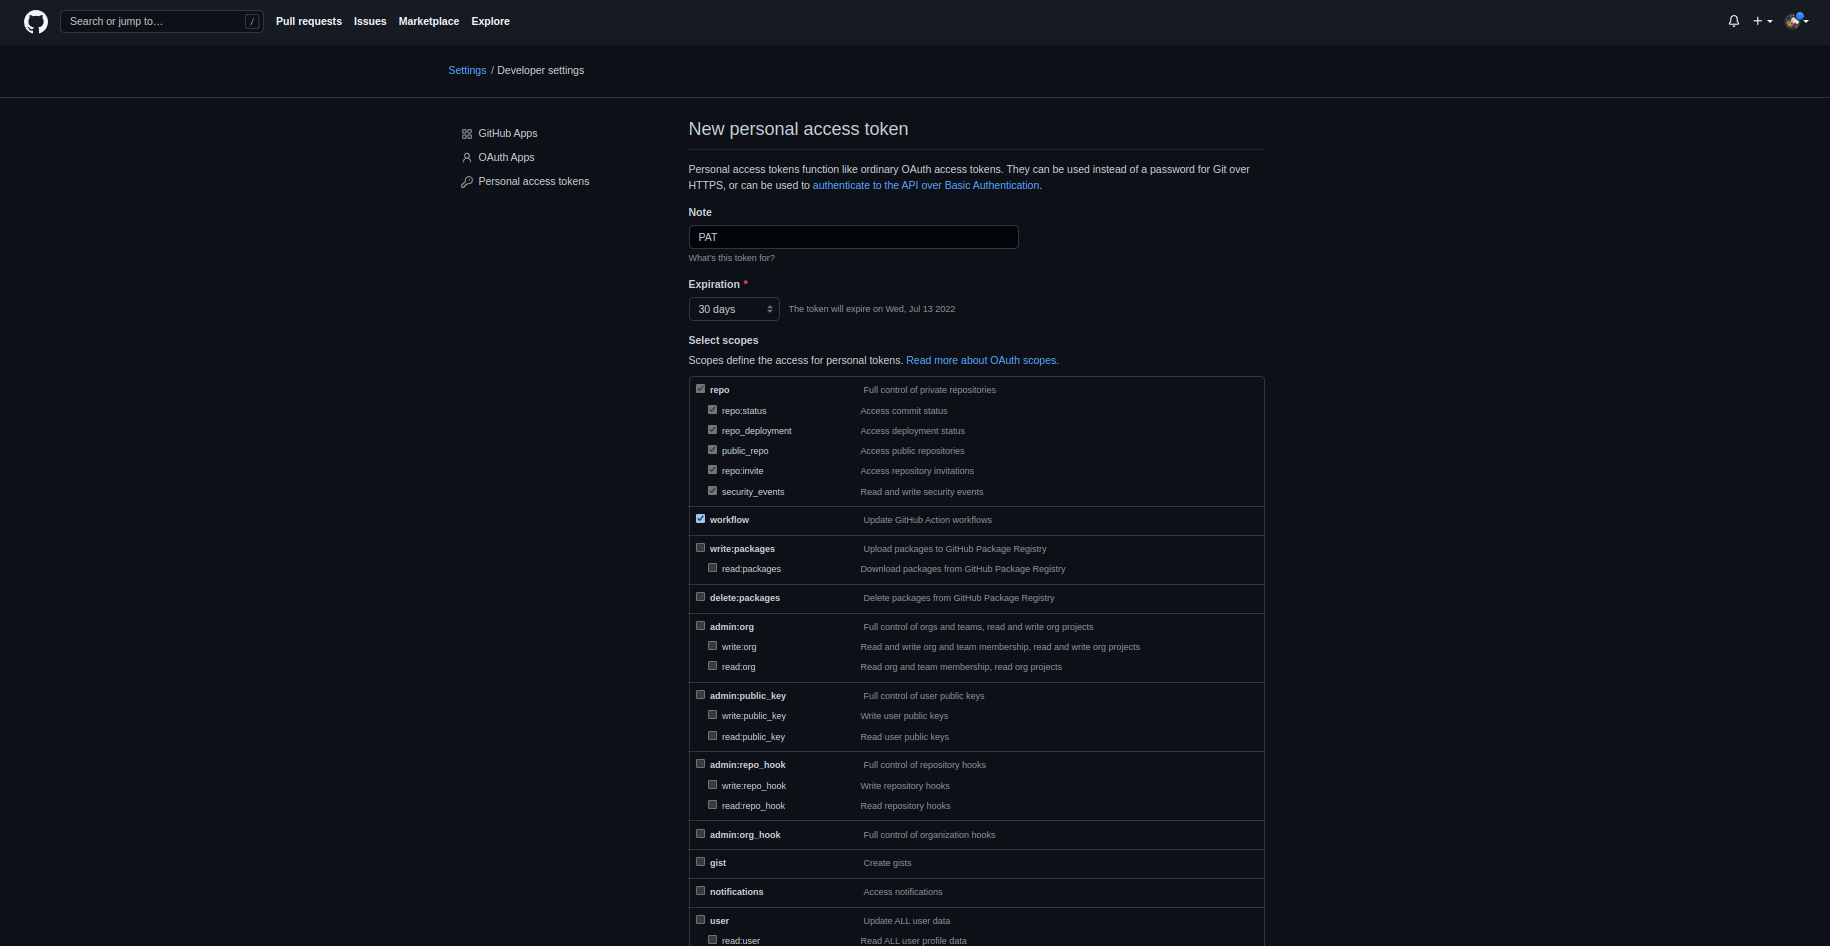 Search or jump to… /
Pull requests Issues Marketplace Explore
Settings / Developer settings
GitHub Apps
OAuth Apps
Personal access tokens
New personal access token
Personal access tokens function like ordinary OAuth access tokens. They can be used instead of a password for Git over
HTTPS, or can be used to authenticate to the API over Basic Authentication.
Note
PAT
What's this token for?
Expiration *
30 days The token will expire on Wed, Jul 13 2022
Select scopes
Scopes define the access for personal tokens. Read more about OAuth scopes.
repo Full control of private repositories
repo:status Access commit status
repo_deployment Access deployment status
public_repo Access public repositories
repo:invite Access repository invitations
security_events Read and write security events
workflow Update GitHub Action workflows
write:packages Upload packages to GitHub Package Registry
read:packages Download packages from GitHub Package Registry
delete:packages Delete packages from GitHub Package Registry
admin:org Full control of orgs and teams, read and write org projects
write:org Read and write org and team membership, read and write org projects
read:org Read org and team membership, read org projects
admin:public_key Full control of user public keys
write:public_key Write user public keys
read:public_key Read user public keys
admin:repo_hook Full control of repository hooks
write:repo_hook Write repository hooks
read:repo_hook Read repository hooks
admin:org_hook Full control of organization hooks
gist Create gists
notifications Access notifications
user Update ALL user data
read:user Read ALL user profile data